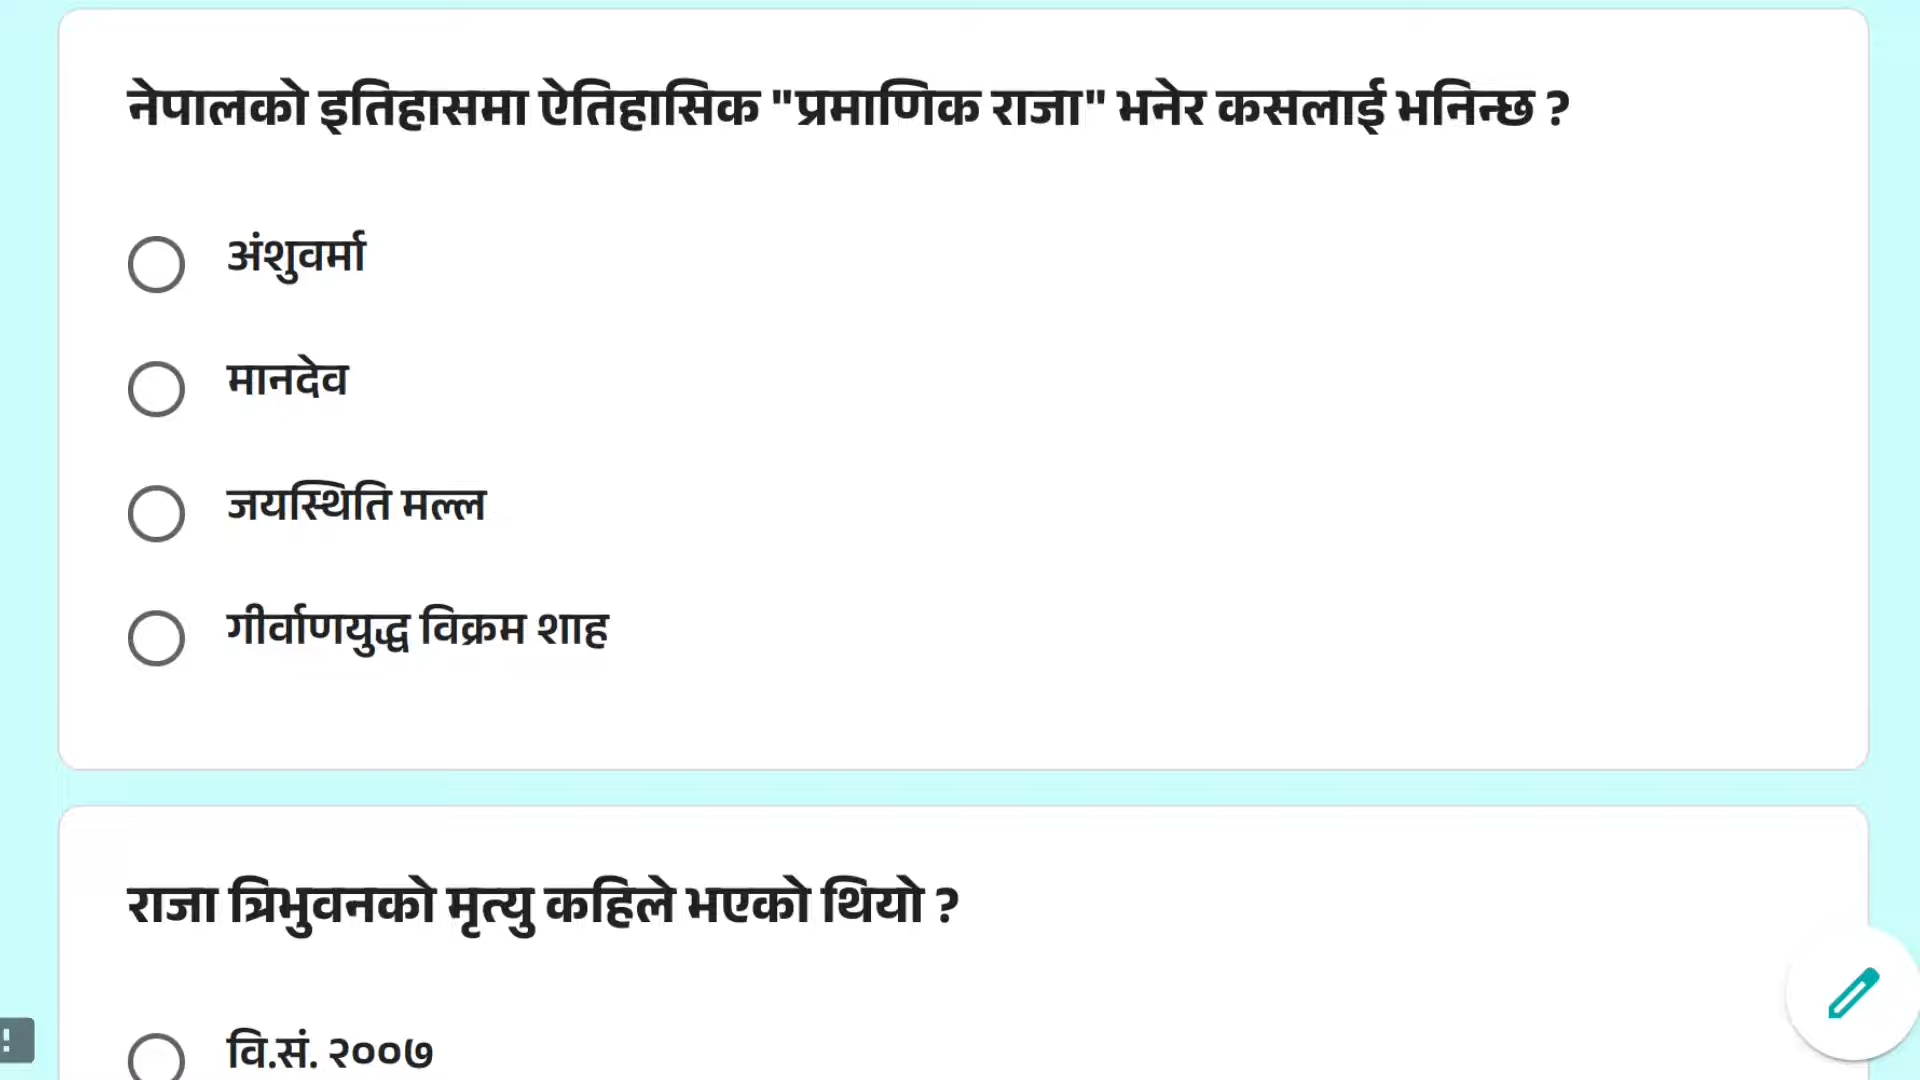 नेपालको इतिहासमा ऐतिहासिक "प्रमाणिक राजा" भनेर कसलाई भनिन्छ ?
अंशुवर्मा
मानदेव
जयस्थिति मल्ल
गीर्वाणयुद्ध विक्रम शाह
राजा त्रिभुवनको मृत्यु कहिले भएको थियो ?
वि.सं. २००७